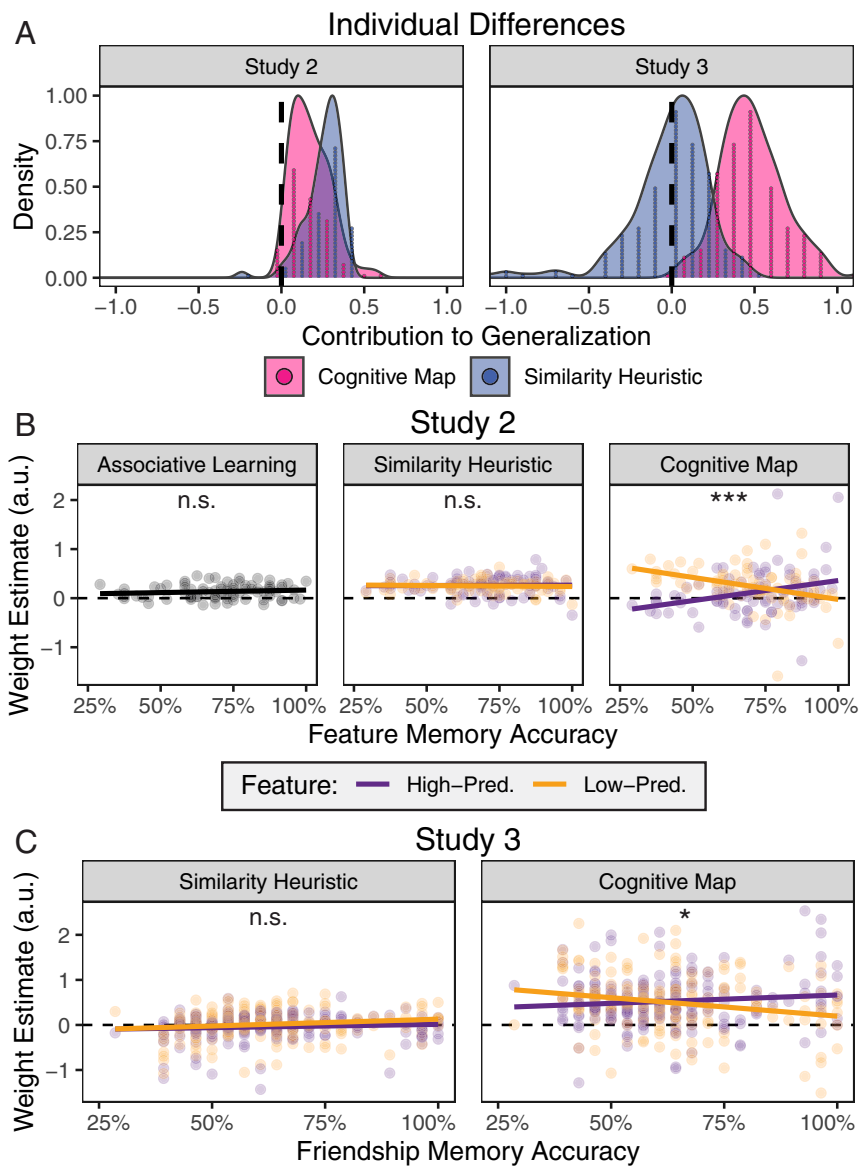 A
Individual Differences
Study 2
Study 3
Density
1.00
0.75
0.50
0.25
0.00
−1.0 −0.5 0.0 0.5 1.0
−1.0 −0.5 0.0 0.5 1.0
Contribution to Generalization
Cognitive Map
Similarity Heuristic
B
Study 2
Associative Learning
Similarity Heuristic
Cognitive Map
n.s.
n.s.
***
Weight Estimate (a.u.)
2
1
0
−1
25% 50% 75% 100%
25% 50% 75% 100%
25% 50% 75% 100%
Feature Memory Accuracy
Feature: High−Pred. Low−Pred.
C
Study 3
Similarity Heuristic
Cognitive Map
n.s.
*
Weight Estimate (a.u.)
2
1
0
−1
25% 50% 75% 100%
25% 50% 75% 100%
Friendship Memory Accuracy